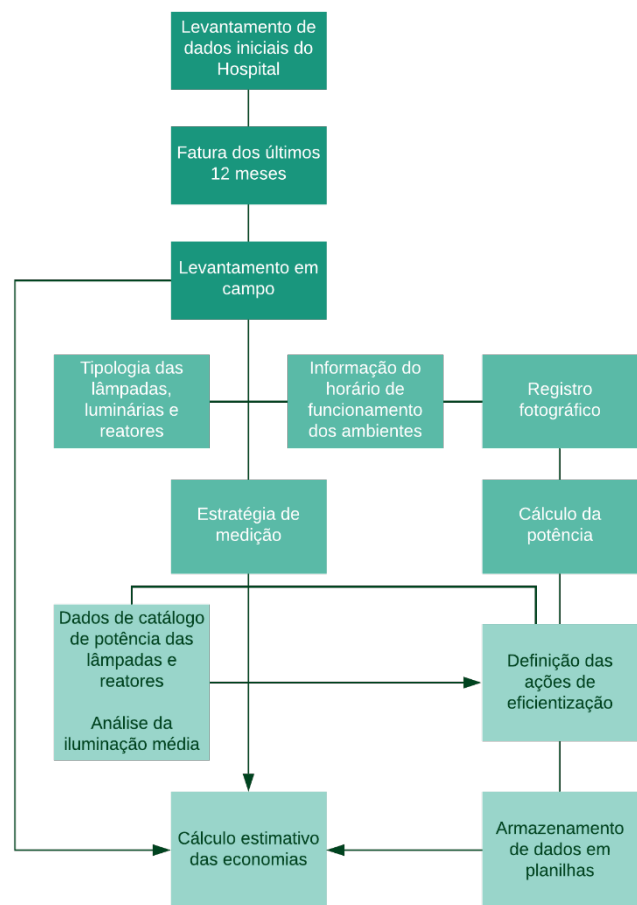 Levantamento de
dados iniciais do
Hospital
Fatura dos últimos
12 meses
Levantamento em
campo
Tipologia das
lâmpadas,
luminárias e
reatores
Informação do
horário de
funcionamento
dos ambientes
Registro
fotográfico
Estratégia de
medição
Cálculo da
potência
Dados de catálogo
de potência das
lâmpadas e
reatores
Análise da
iluminação média
Definição das
ações de
eficientização
Cálculo estimativo
das economias
Armazenamento
de dados em
planilhas